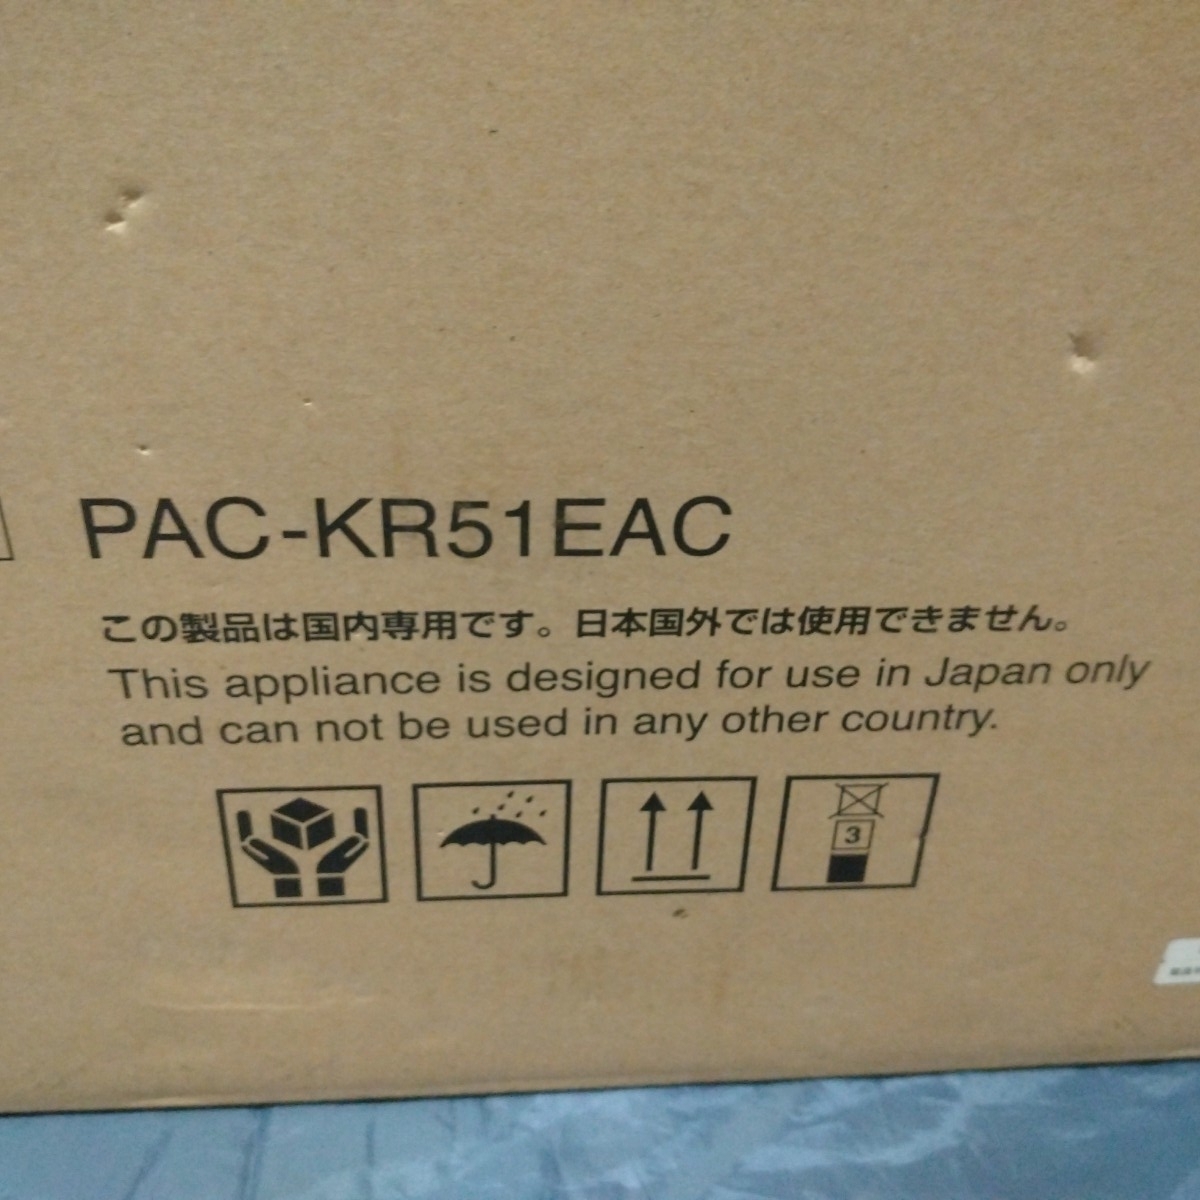 PAC-KR51EAC
この製品は国内専用です。日本国外では使用できません。
This appliance is designed for use in Japan only
and can not be used in any other country.
3